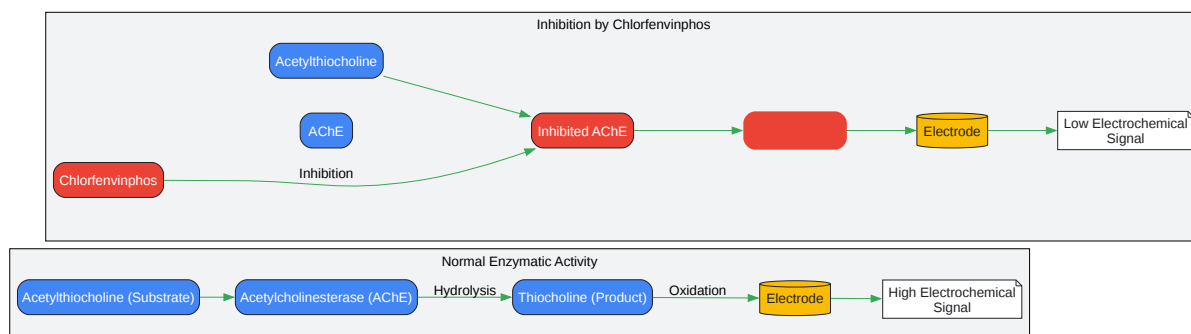 Inhibition by Chlorfenvinphos
Acetylthiocholine
AChE
Chlorfenvinphos
Inhibition
Inhibited AChE
Electrode
Low Electrochemical
Signal
Normal Enzymatic Activity
Acetylthiocholine (Substrate)
Acetylcholinesterase (AChE)
Hydrolysis
Thiocholine (Product)
Oxidation
Electrode
High Electrochemical
Signal